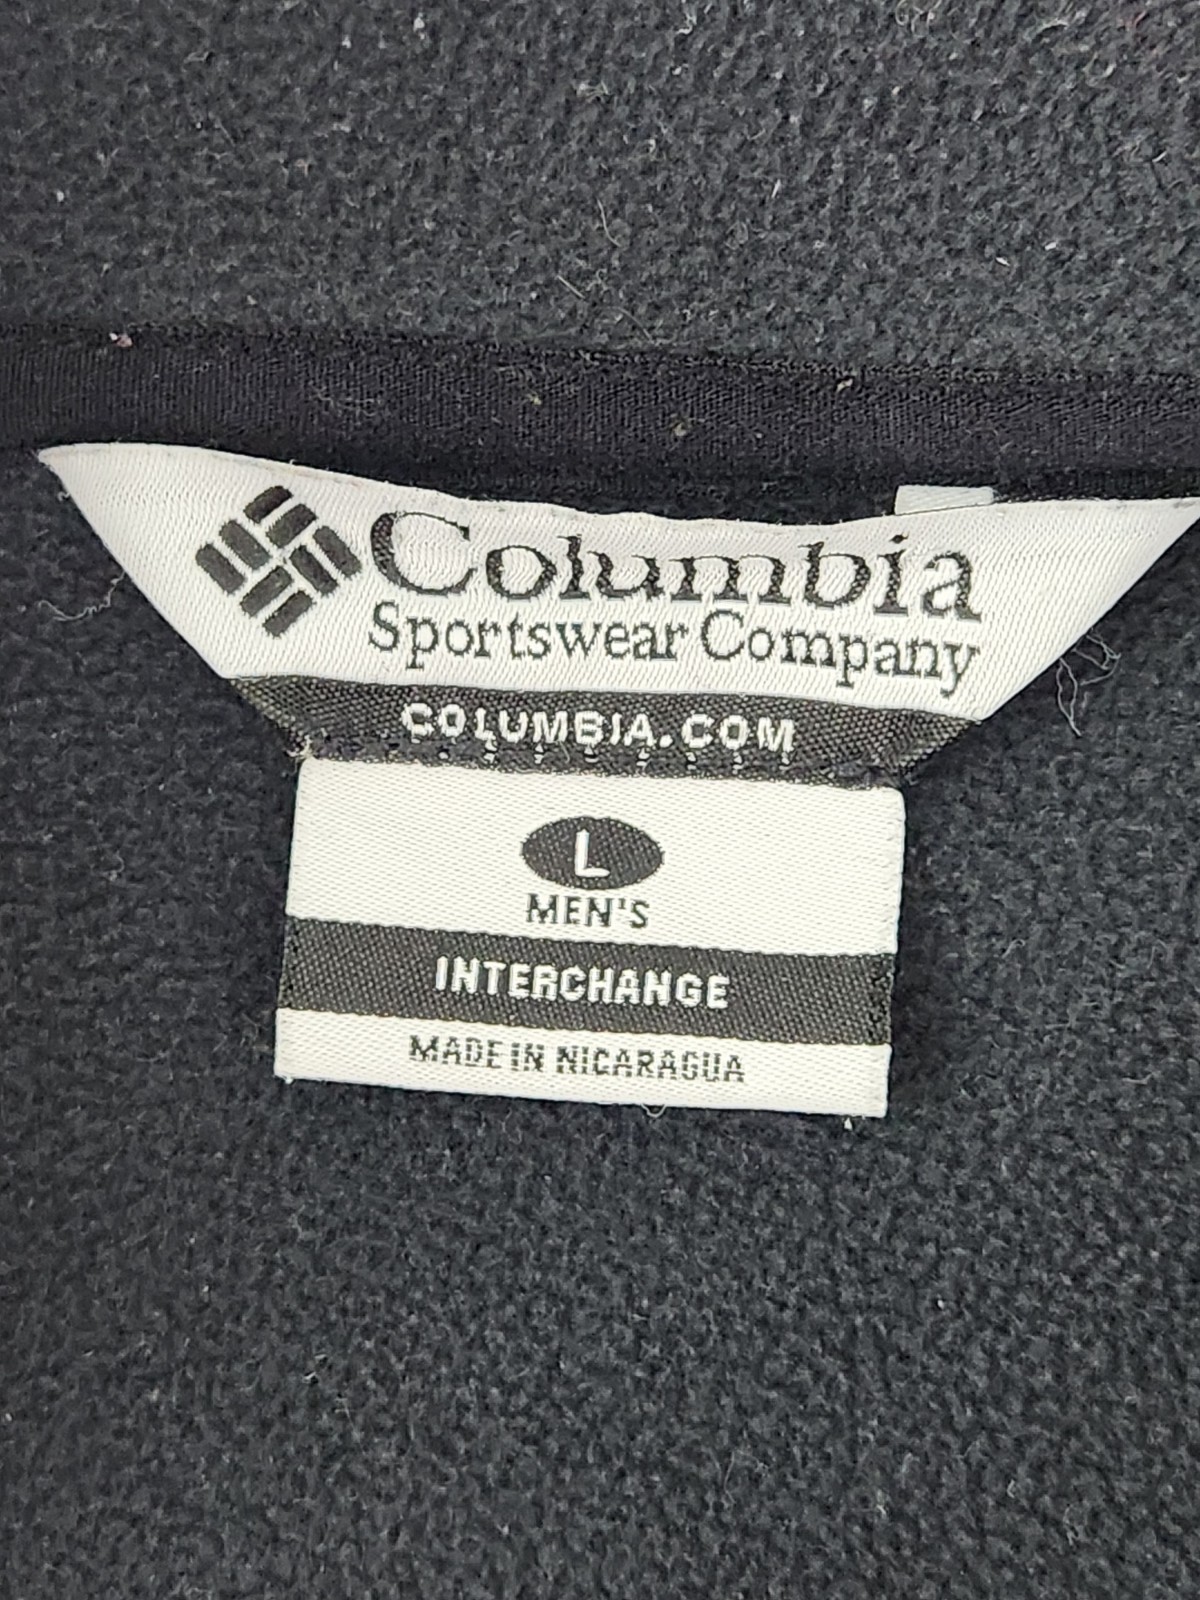 Columbia
Sportswear Company
COLUMBIA.COM
L
MEN'S
INTERCHANGE
MADE IN NICARAGUA